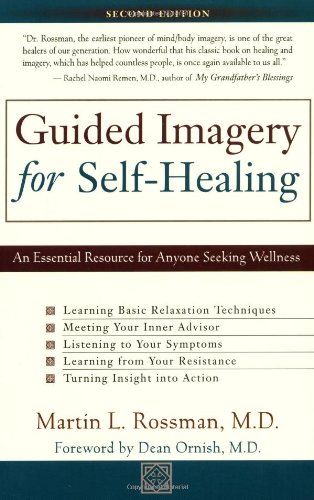 SECOND EDITION
"Dr. Rossman, the earliest pioneer of mind/body imagery, is one of the great
healers of our generation. How wonderful that his classic book on healing and
imagery, which has helped countless people, is once again available to us all."
— Rachel Naomi Remen, M.D., author of My Grandfather's Blessings
Guided Imagery
for Self-Healing
An Essential Resource for Anyone Seeking Wellness
Learning Basic Relaxation Techniques
Meeting Your Inner Advisor
Listening to Your Symptoms
Learning from Your Resistance
Turning Insight into Action
Martin L. Rossman, M.D.
Foreword by Dean Ornish, M.D.